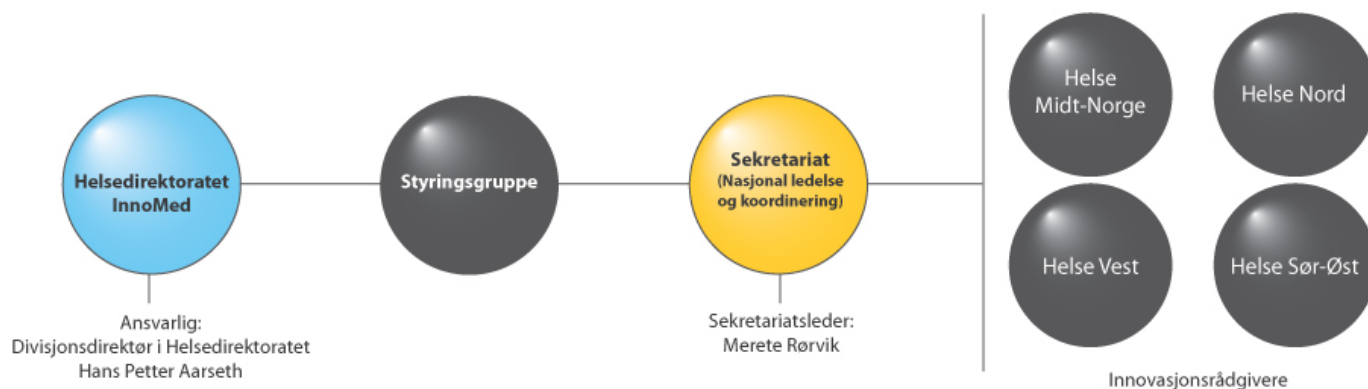 Helsedirektoratet
InnoMed
Ansvarlig:
Divisjonsdirektør i Helsedirektoratet
Hans Petter Aarseth
Styringsgruppe
Sekretariat
(Nasjonal ledelse
og koordinering)
Sekretariatsleder:
Merete Rørvik
Helse
Midt-Norge
Helse Nord
Helse Vest
Helse Sør-Øst
Innovasjonsrådgivere